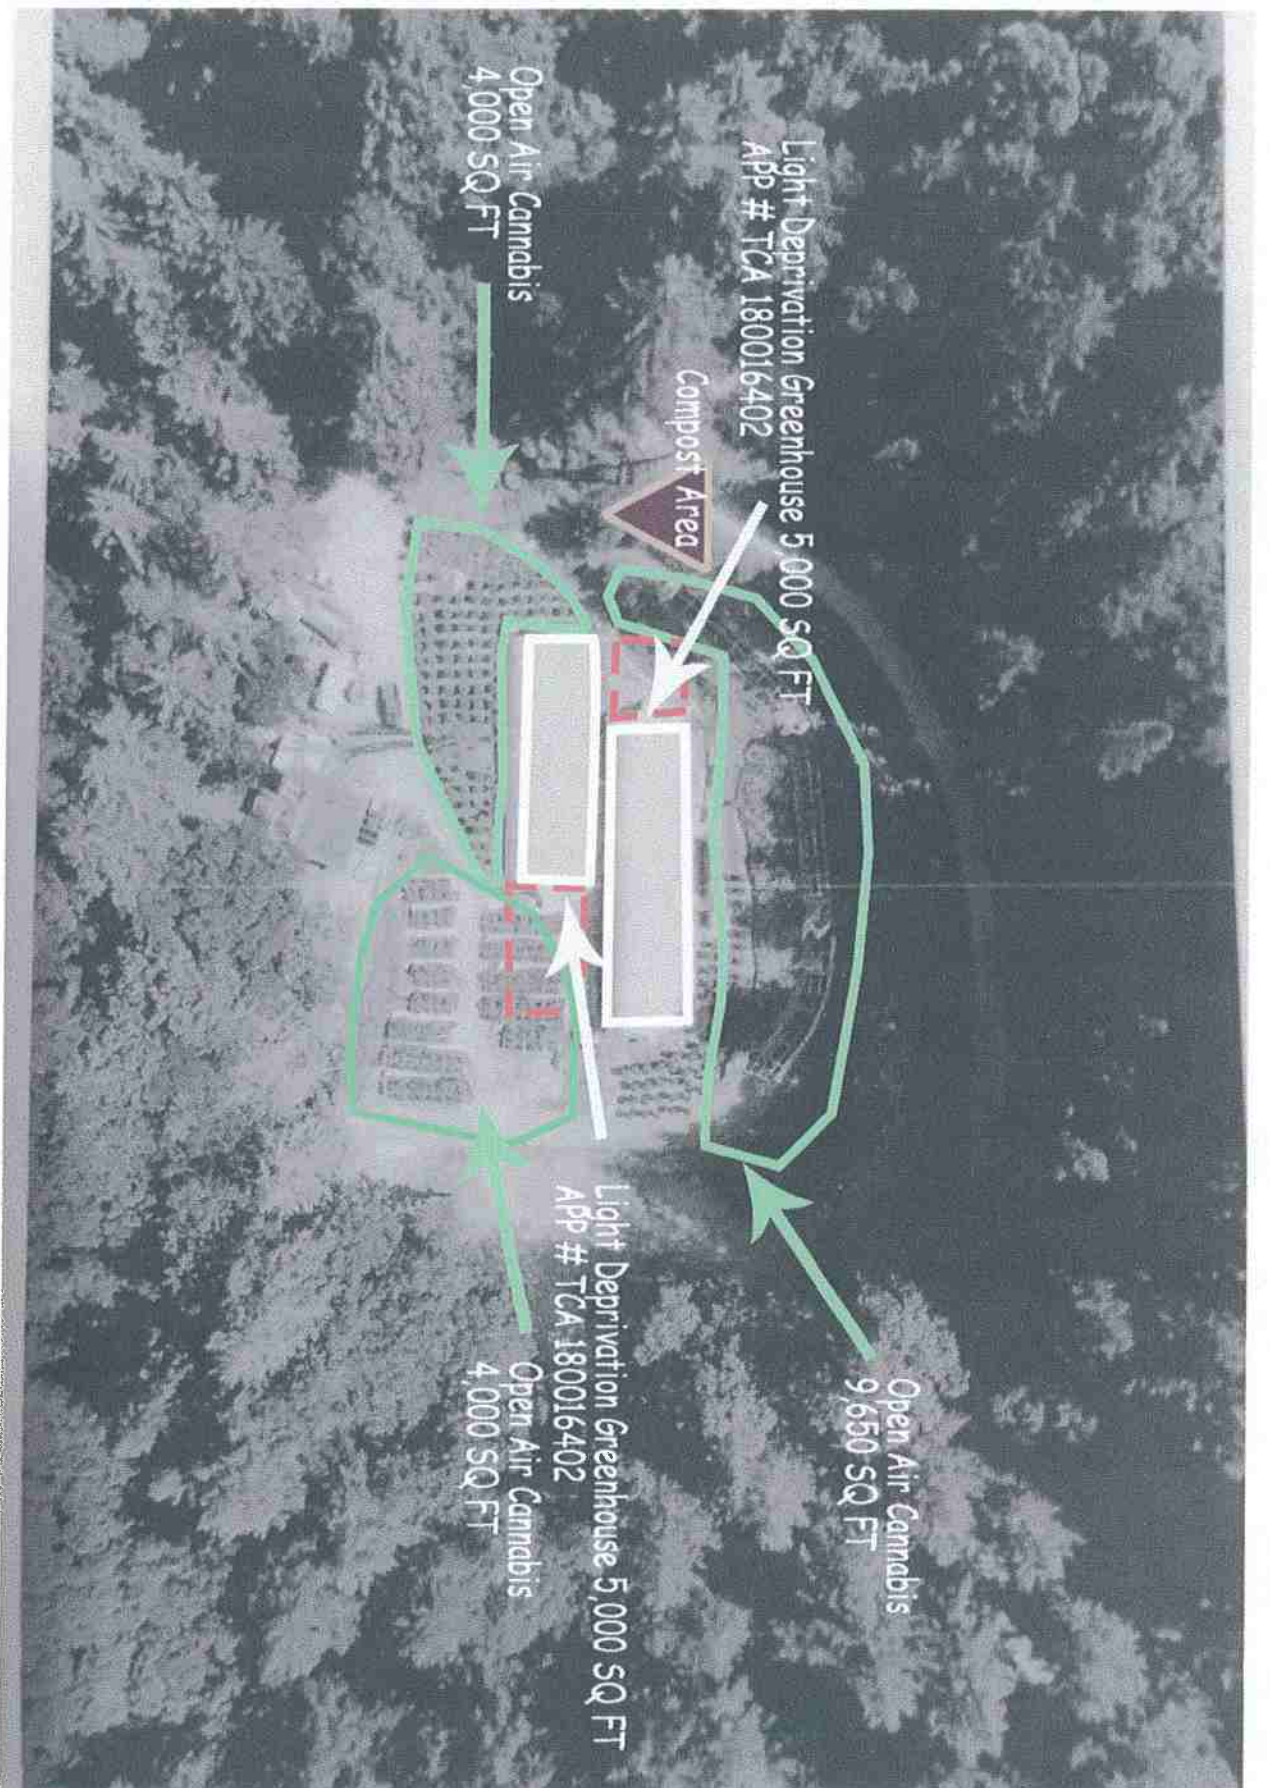 Light Deprivation Greenhouse 5,000 SQ FT
APP # TCA 180016402
Compost Area
Open Air Cannabis
4,000 SQ FT
Open Air Cannabis
9,650 SQ FT
Light Deprivation Greenhouse 5,000 SQ FT
APP # TCA 180016402
Open Air Cannabis
4,000 SQ FT